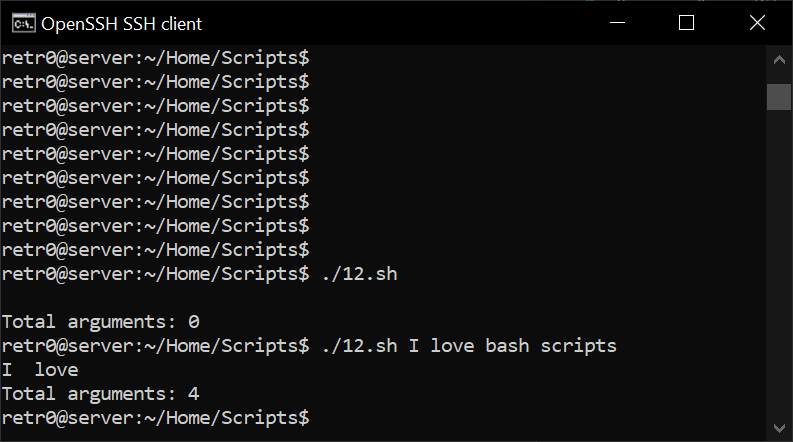 OpenSSH SSH client
retr0@server:~/Home/Scripts$
retr0@server:~/Home/Scripts$
retr0@server:~/Home/Scripts$
retr0@server:~/Home/Scripts$
retr0@server:~/Home/Scripts$
retr0@server:~/Home/Scripts$
retr0@server:~/Home/Scripts$
retr0@server:~/Home/Scripts$
retr0@server:~/Home/Scripts$
retr0@server:~/Home/Scripts$ ./12.sh

Total arguments: 0
retr0@server:~/Home/Scripts$ ./12.sh I love bash scripts
I  love
Total arguments: 4
retr0@server:~/Home/Scripts$